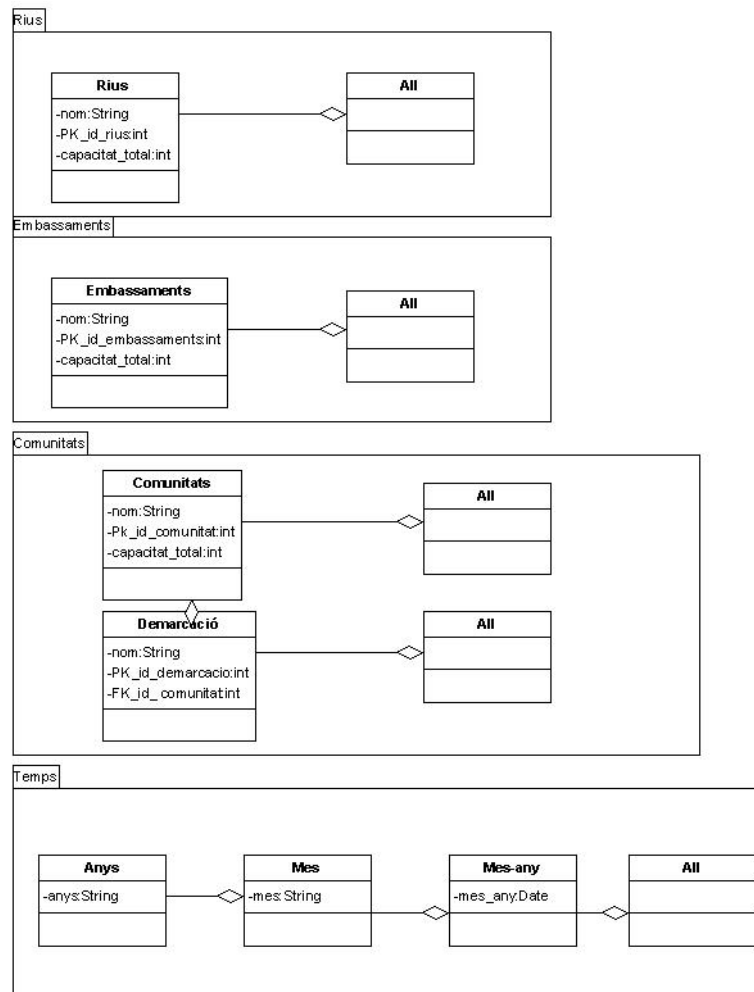 Rius
Rius
-nom:String
-PK_id_rius:int
-capacitat_total:int
All
Embassaments
Embassaments
-nom:String
-PK_id_embassaments:int
-capacitat_total:int
All
Comunitats
Comunitats
-nom:String
-Pk_id_comunitat:int
-capacitat_total:int
All
Demarcació
-nom:String
-PK_id_demarcacio:int
-FK_id_ comunitat:int
All
Temps
Anys
-anys:String
Mes
-mes:String
Mes-any
-mes_any:Date
All